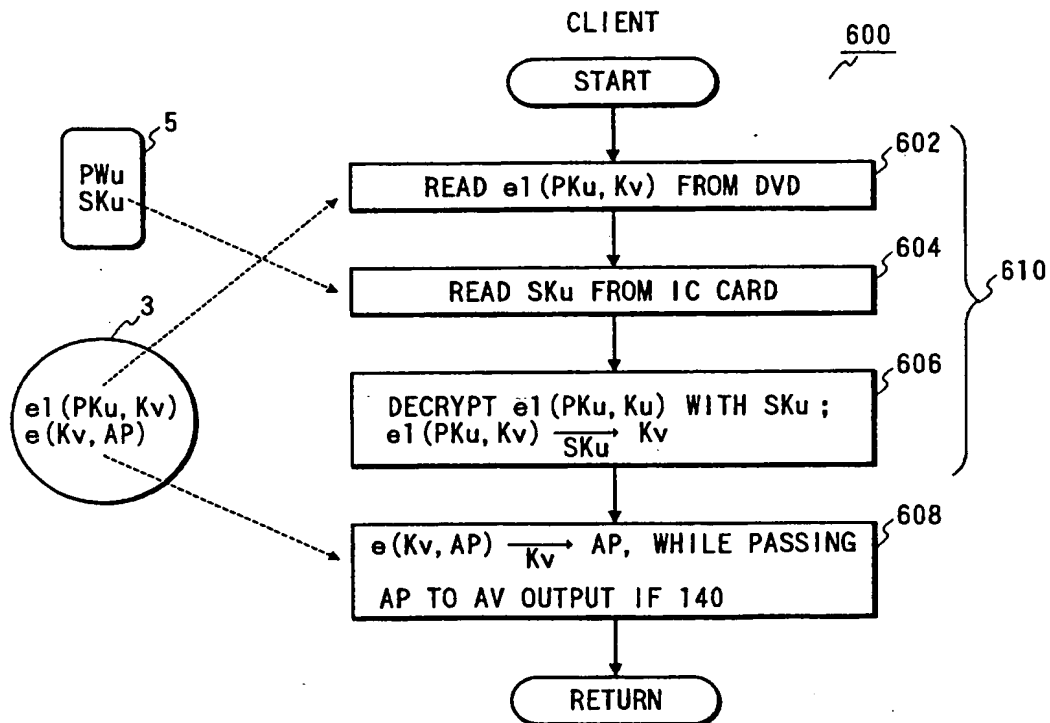 CLIENT
600
START
5
PWu
SKu
602
READ e1(PKu, Kv) FROM DVD
604
READ SKu FROM IC CARD
610
3
e1(PKu, Kv)
e(Kv, AP)
606
DECRYPT e1(PKu, Ku) WITH SKu ;
e1(PKu, Kv) → Kv
SKu
608
e(Kv, AP) → AP, WHILE PASSING
Kv
AP TO AV OUTPUT IF 140
RETURN